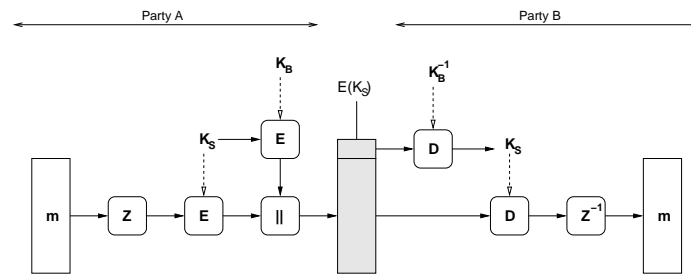 Party A
Party B
K_B
E(K_S)
K_B^{-1}
K_S
E
D
K_S
m
Z
E
||
D
Z^{-1}
m